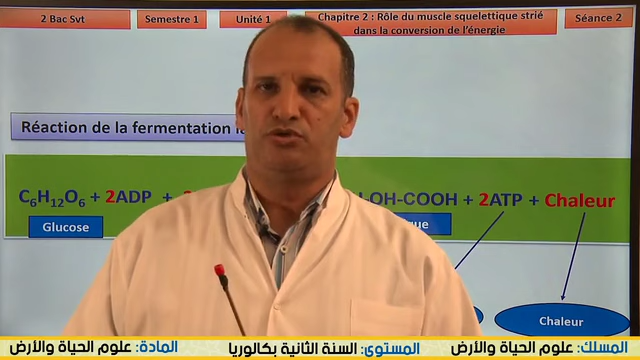 2 Bac Svt
Semestre 1
Unité 1
Chapitre 2 : Rôle du muscle squelettique strié
dans la conversion de l'énergie
Séance 2
Réaction de la fermentation
C₆H₁₂O₆ + 2ADP +
-OH-COOH + 2ATP + Chaleur
Glucose
Chaleur
المسلك: علوم الحياة والأرض
المستوى: السنة الثانية بكالوريا
المادة: علوم الحياة والأرض